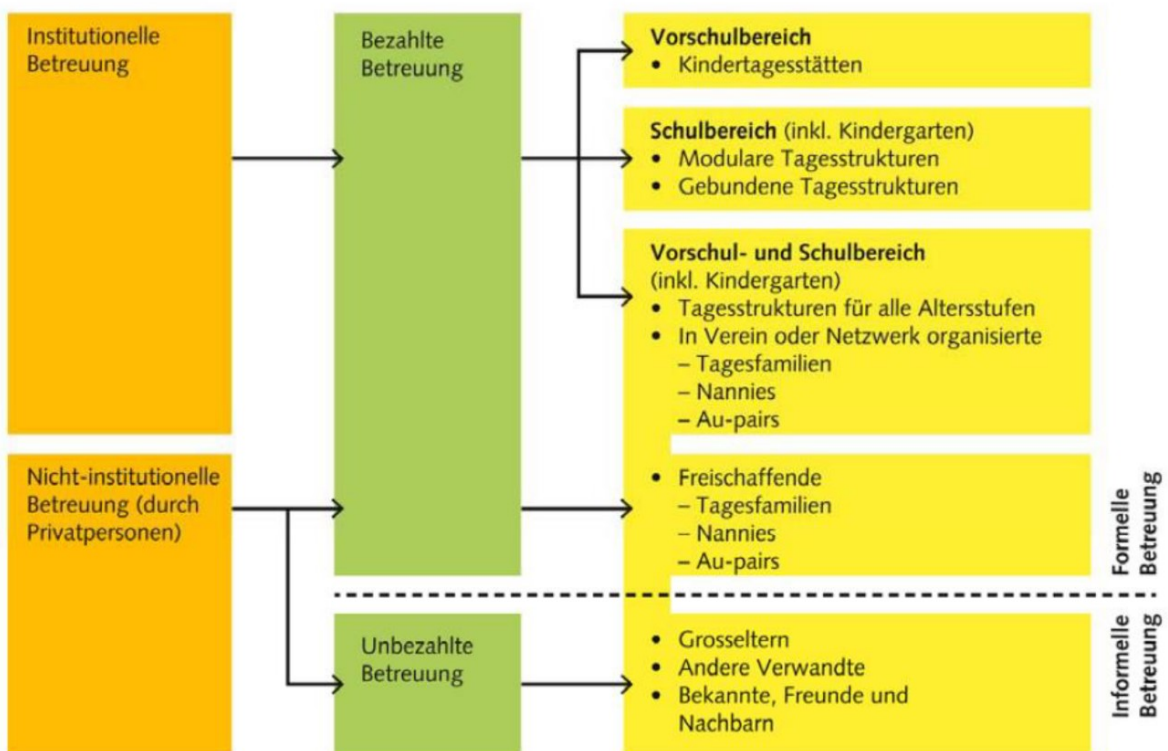 Institutionelle
Betreuung
Bezahlte
Betreuung
Vorschulbereich
• Kindertagesstätten
Schulbereich (inkl. Kindergarten)
• Modulare Tagesstrukturen
• Gebundene Tagesstrukturen
Vorschul- und Schulbereich
(inkl. Kindergarten)
• Tagesstrukturen für alle Altersstufen
• In Verein oder Netzwerk organisierte
– Tagesfamilien
– Nannies
– Au-pairs
Nicht-institutionelle
Betreuung (durch
Privatpersonen)
• Freischaffende
– Tagesfamilien
– Nannies
– Au-pairs
Formelle
Betreuung
Unbezahlte
Betreuung
• Grosseltern
• Andere Verwandte
• Bekannte, Freunde und
Nachbarn
Informelle
Betreuung